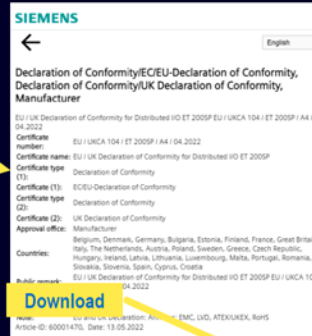 SIEMENS
English
Declaration of Conformity/EC/EU-Declaration of Conformity,
Declaration of Conformity/UK Declaration of Conformity,
Manufacturer
EU / UK Declaration of Conformity for Distributed I/O ET 200SP EU / UKCA 104 / ET 200SP / A4 /
04.2022
Certificate number: EU / UKCA 104 / ET 200SP / A4 / 04.2022
Certificate name: EU / UK Declaration of Conformity for Distributed I/O ET 200SP
Certificate type (1): Declaration of Conformity
Certificate (1): EC/EU-Declaration of Conformity
Certificate type (2): Declaration of Conformity
Certificate (2): UK Declaration of Conformity
Approval office: Manufacturer
Countries: Belgium, Denmark, Germany, Bulgaria, Estonia, Finland, France, Great
Italy, The Netherlands, Austria, Poland, Sweden, Greece, Czech Republic,
Hungary, Ireland, Latvia, Lithuania, Luxembourg, Malta, Portugal, Romania,
Slovakia, Slovenia, Spain, Cyprus, Croatia
Public remark: EU / UK Declaration of Conformity for Distributed I/O ET 200SP EU / UKCA
04.2022
Download
EMC, LVD, ATEX/UKEX, RoHS
Article-ID: 60001470, Date: 13.05.2022